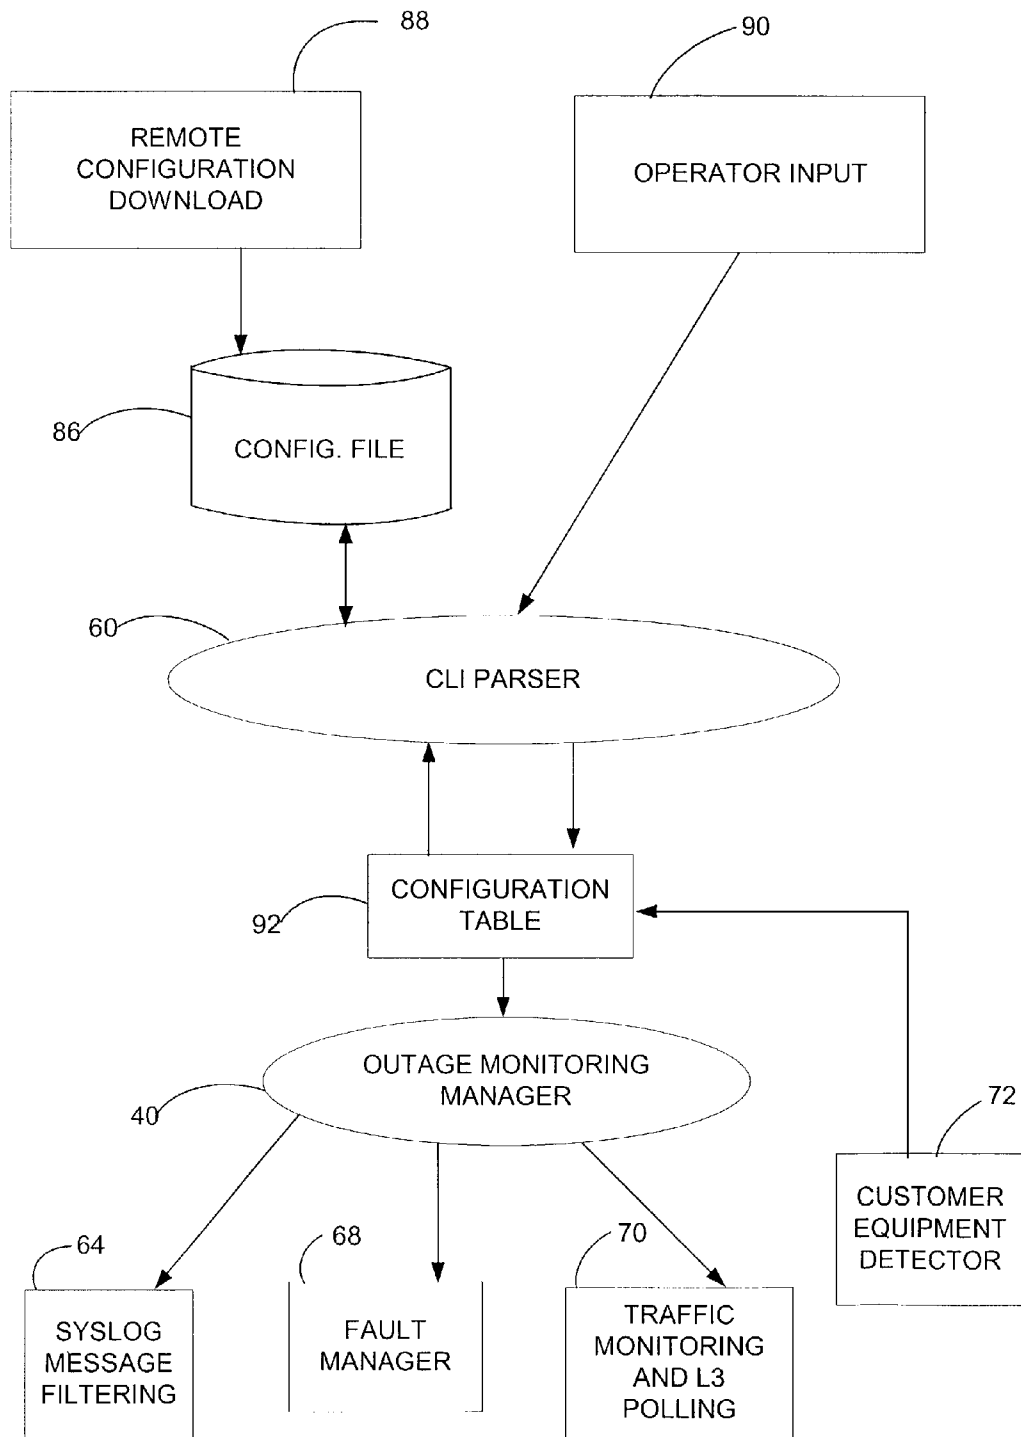 88
90
REMOTE
CONFIGURATION
DOWNLOAD
OPERATOR INPUT
86
CONFIG. FILE
60
CLI PARSER
CONFIGURATION
TABLE
92
OUTAGE MONITORING
MANAGER
40
72
CUSTOMER
EQUIPMENT
DETECTOR
64
68
70
SYSLOG
MESSAGE
FILTERING
FAULT
MANAGER
TRAFFIC
MONITORING
AND L3
POLLING